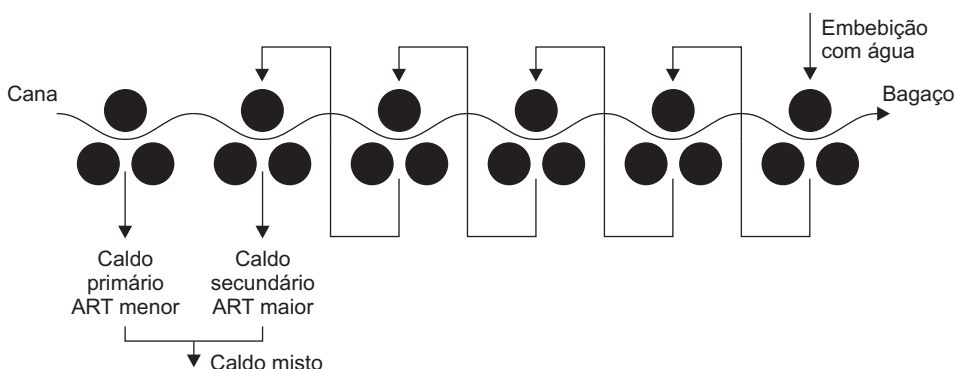 Embebição
com água
Cana
Bagaço
Caldo
primário
ART menor
Caldo
secundário
ART maior
Caldo misto